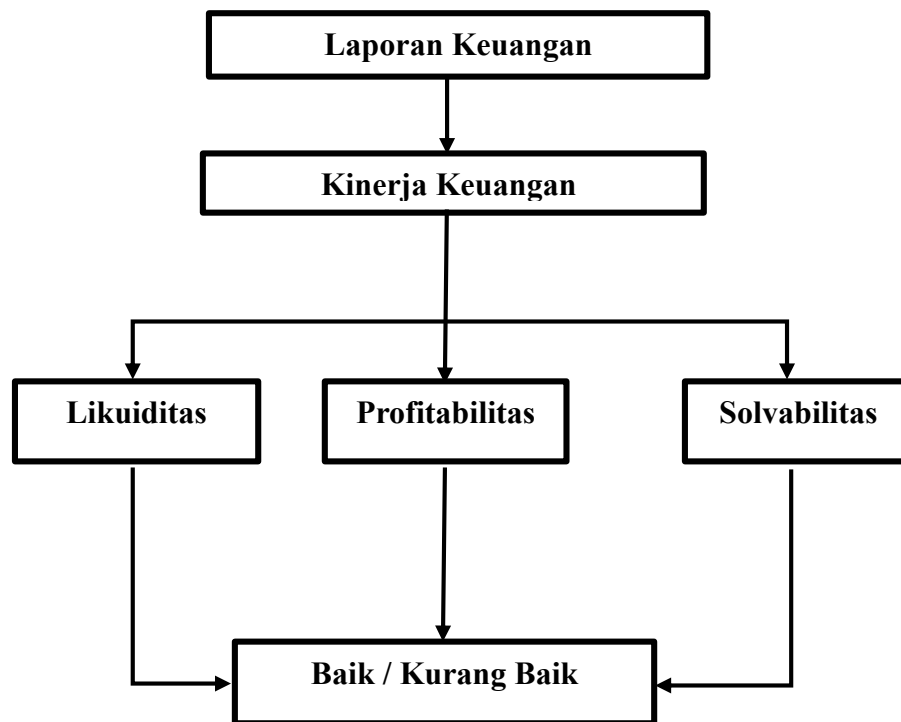 Laporan Keuangan
Kinerja Keuangan
Likuiditas
Profitabilitas
Solvabilitas
Baik / Kurang Baik